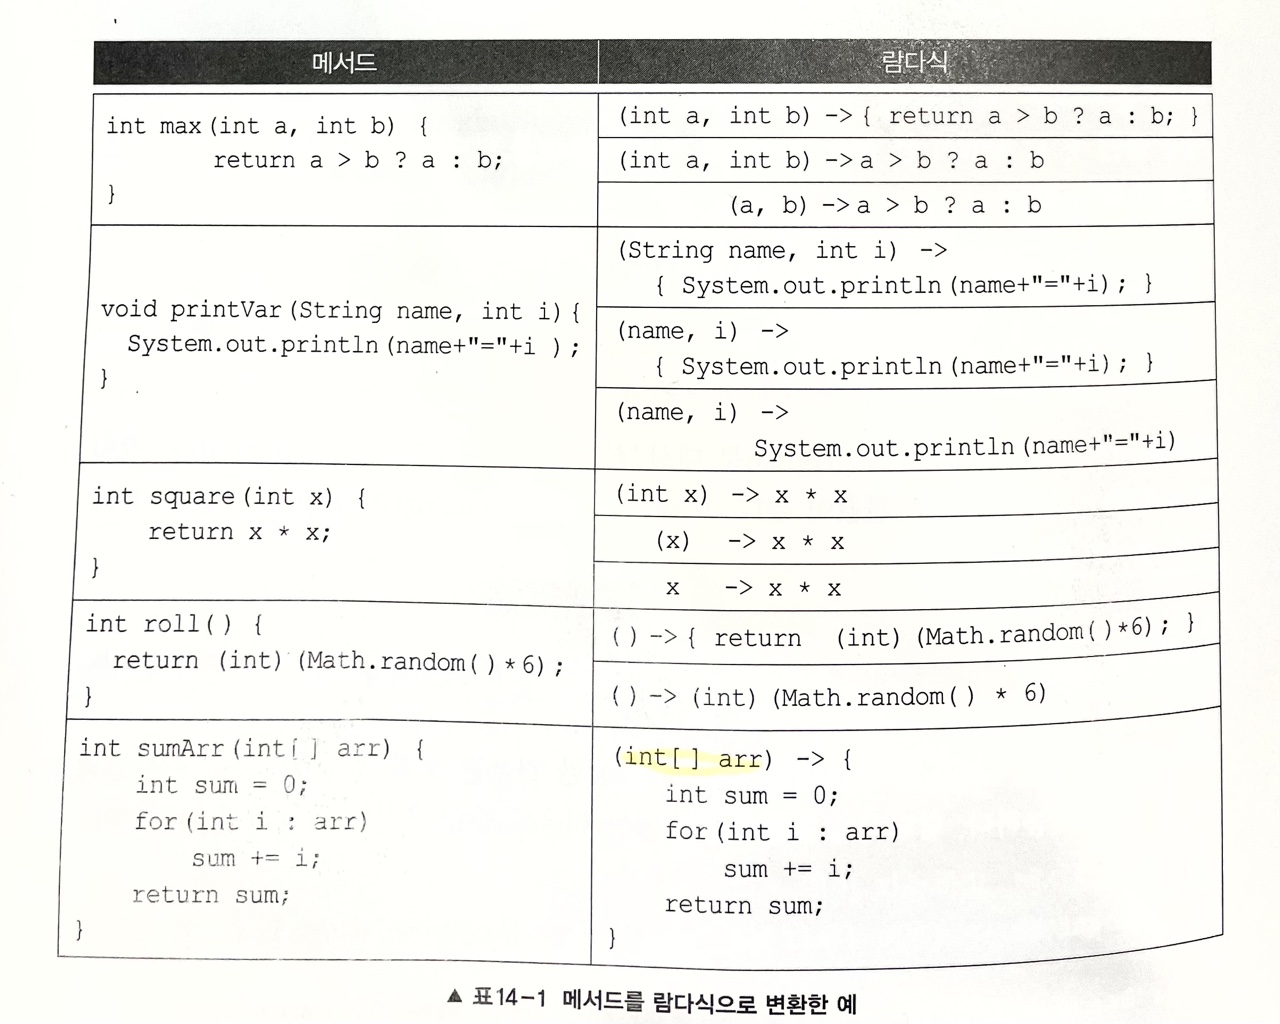 메서드 람다식
int max(int a, int b) {
return a > b ? a : b;
}
(int a, int b) -> { return a > b ? a : b; }
(int a, int b) -> a > b ? a : b
(a, b) -> a > b ? a : b
void printVar(String name, int i) {
System.out.println(name+"="+i );
}
(String name, int i) ->
{ System.out.println(name+"="+i); }
(name, i) ->
{ System.out.println(name+"="+i); }
(name, i) ->
System.out.println(name+"="+i)
int square(int x) {
return x * x;
}
(int x) -> x * x
(x) -> x * x
x -> x * x
int roll() {
return (int)(Math.random()*6);
}
() -> { return (int)(Math.random()*6); }
() -> (int)(Math.random() * 6)
int sumArr(int[] arr) {
int sum = 0;
for(int i : arr)
sum += i;
return sum;
}
(int[] arr) -> {
int sum = 0;
for(int i : arr)
sum += i;
return sum;
}
▲ 표14-1 메서드를 람다식으로 변환한 예